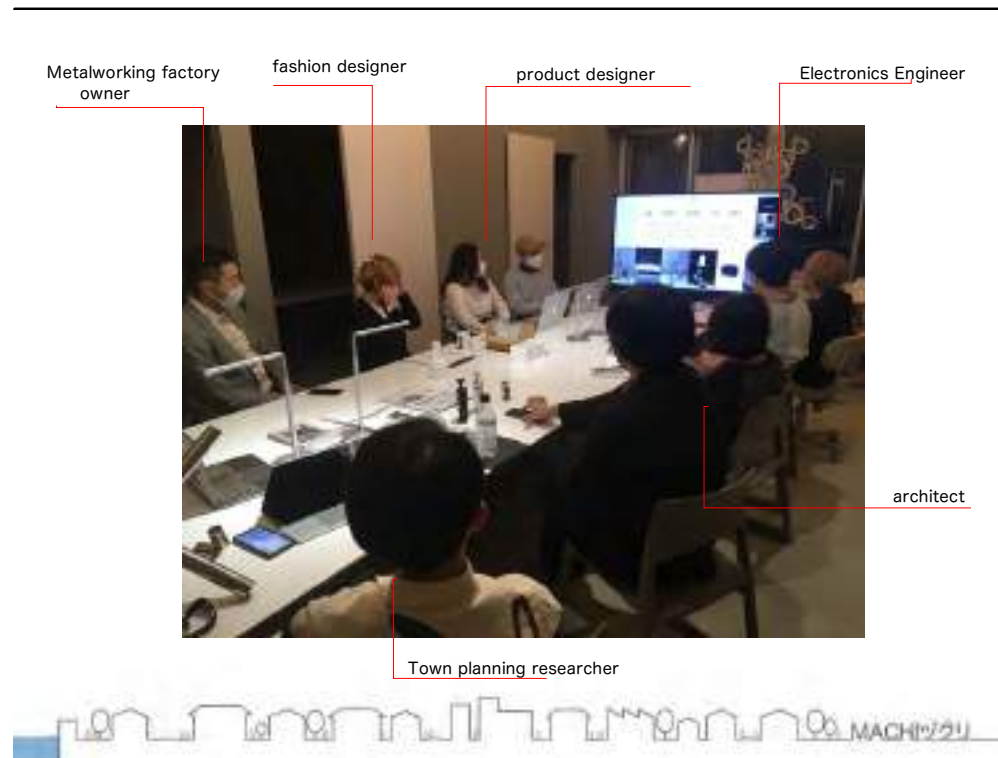 Metalworking factory
owner
fashion designer
product designer
Electronics Engineer
architect
Town planning researcher
MACHIヅクリ